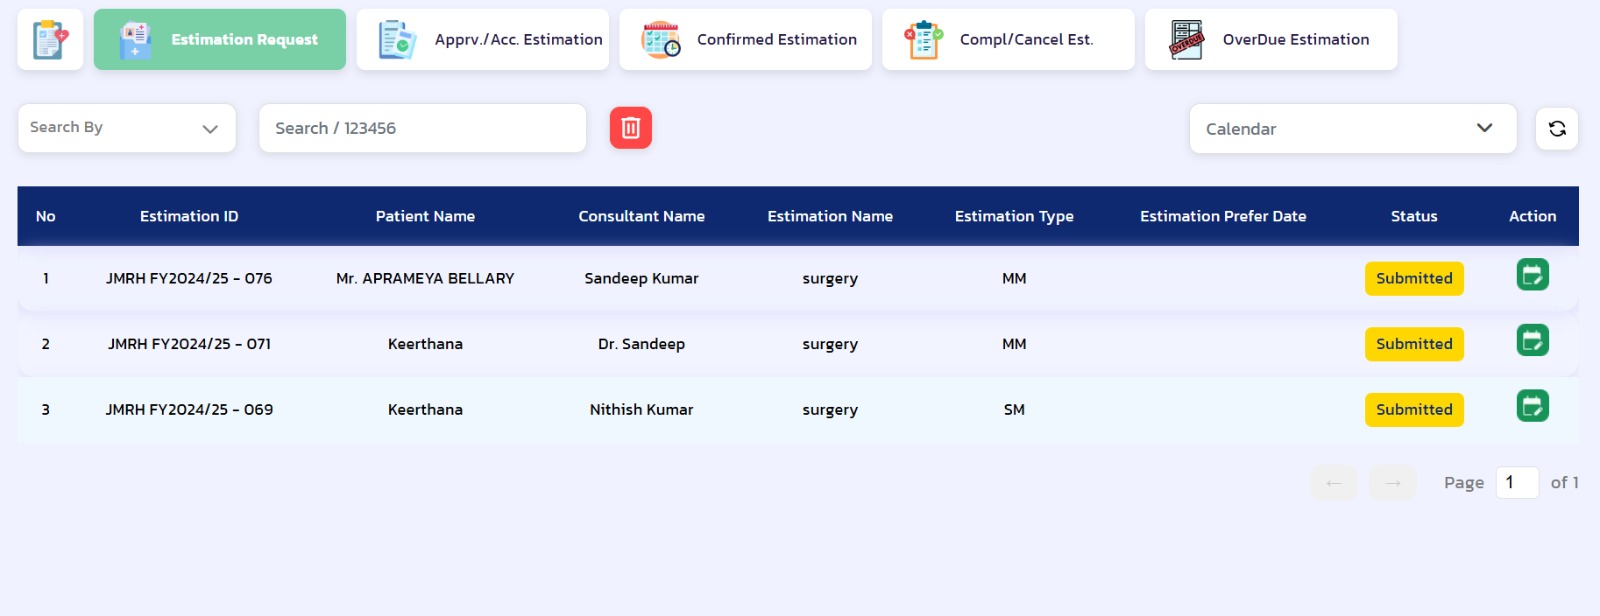 Estimation Request
Apprv./Acc. Estimation
Confirmed Estimation
Compl/Cancel Est.
OVERDUE
OverDue Estimation
Search By
Search / 123456
Calendar
No Estimation ID Patient Name Consultant Name Estimation Name Estimation Type Estimation Prefer Date Status Action
1 JMRH FY2024/25 - 076 Mr. APRAMEYA BELLARY Sandeep Kumar surgery MM Submitted
2 JMRH FY2024/25 - 071 Keerthana Dr. Sandeep surgery MM Submitted
3 JMRH FY2024/25 - 069 Keerthana Nithish Kumar surgery SM Submitted
← → Page 1 of 1